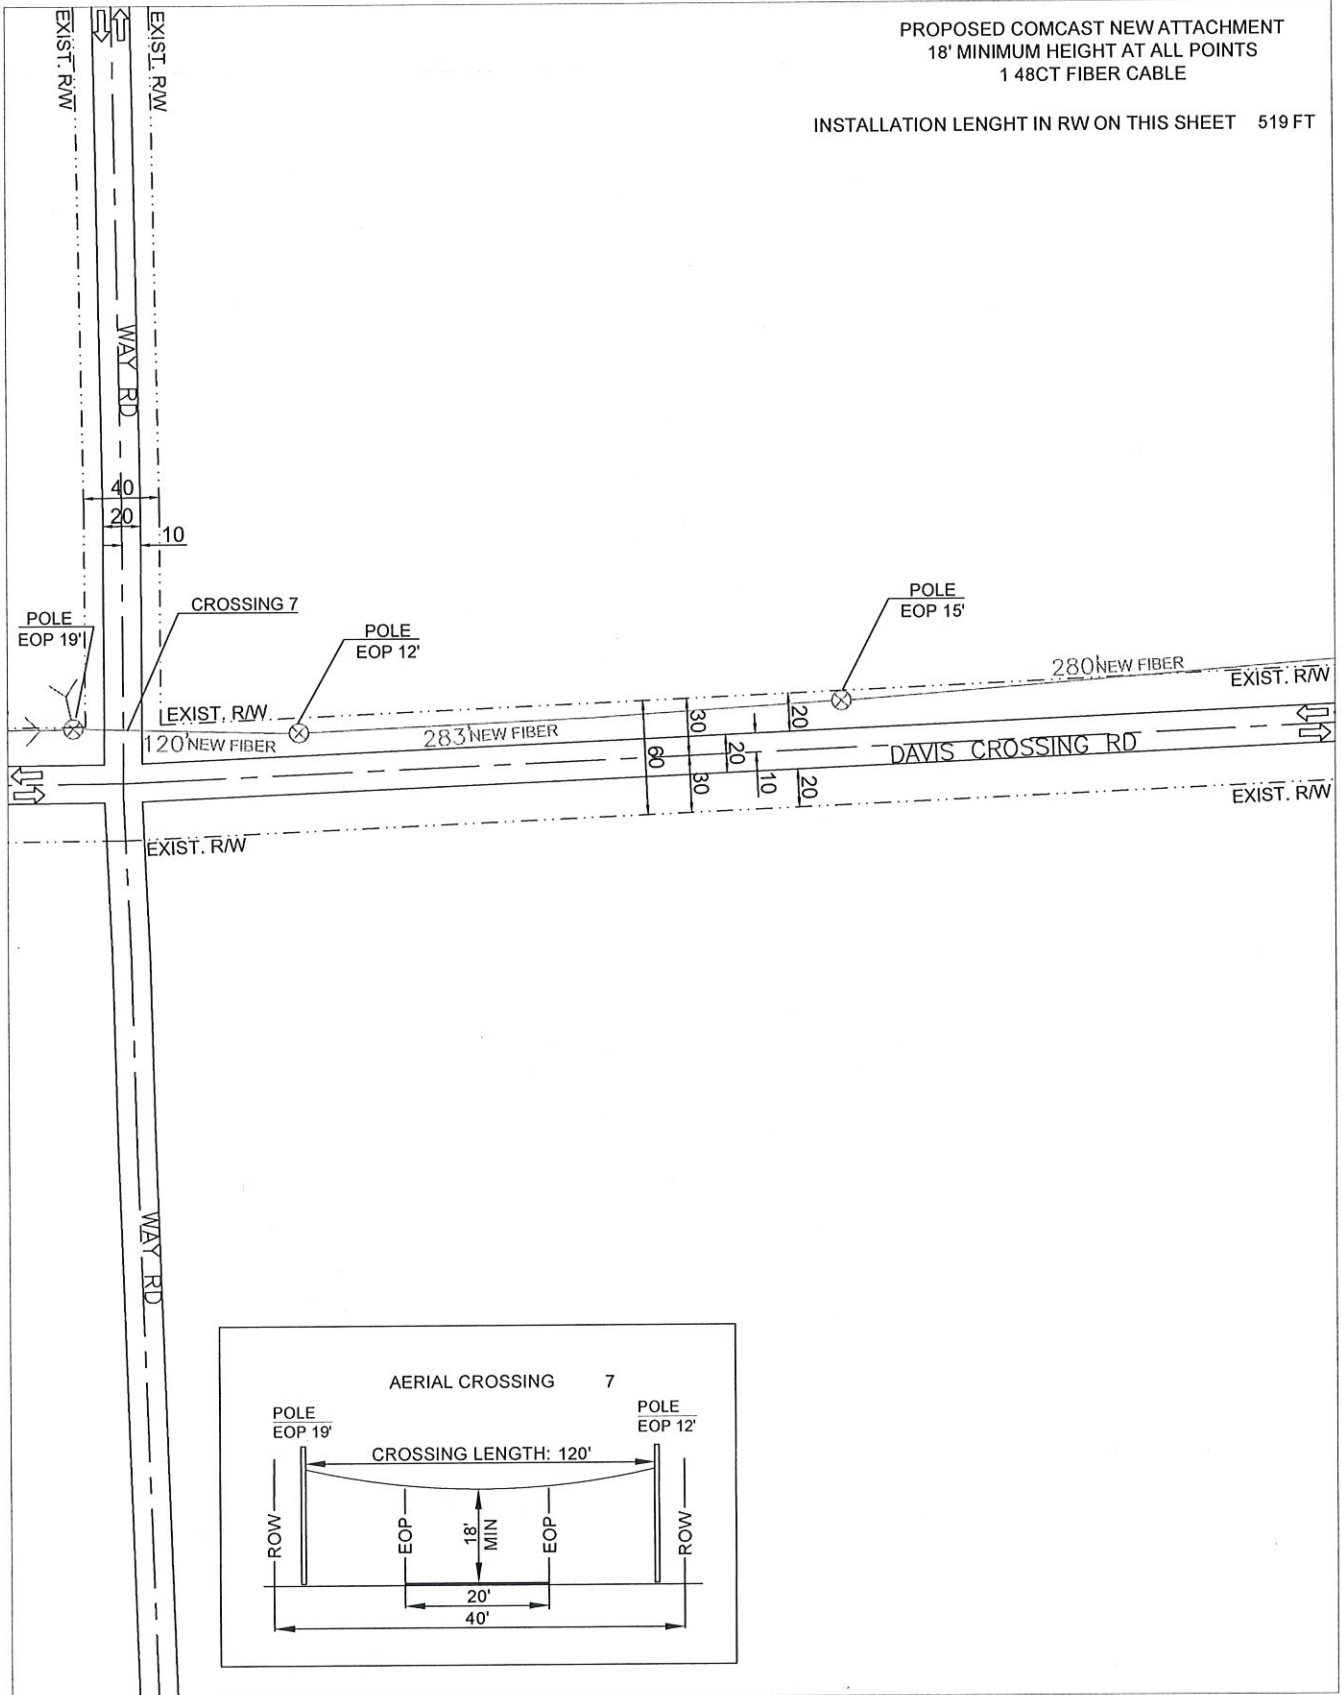 PROPOSED COMCAST NEW ATTACHMENT
18' MINIMUM HEIGHT AT ALL POINTS
1 48CT FIBER CABLE
INSTALLATION LENGHT IN RW ON THIS SHEET 519 FT
EXIST. R/W
EXIST. R/W
WAY RD
40
20
10
CROSSING 7
POLE
EOP 19'
POLE
EOP 12'
POLE
EOP 15'
280' NEW FIBER
EXIST. R/W
EXIST. R/W
120' NEW FIBER
283' NEW FIBER
30
60
30
20
20
10
20
DAVIS CROSSING RD
EXIST. R/W
EXIST. R/W
WAY RD
AERIAL CROSSING 7
POLE
EOP 19'
POLE
EOP 12'
CROSSING LENGTH: 120'
ROW
EOP
18'
MIN
EOP
ROW
20'
40'